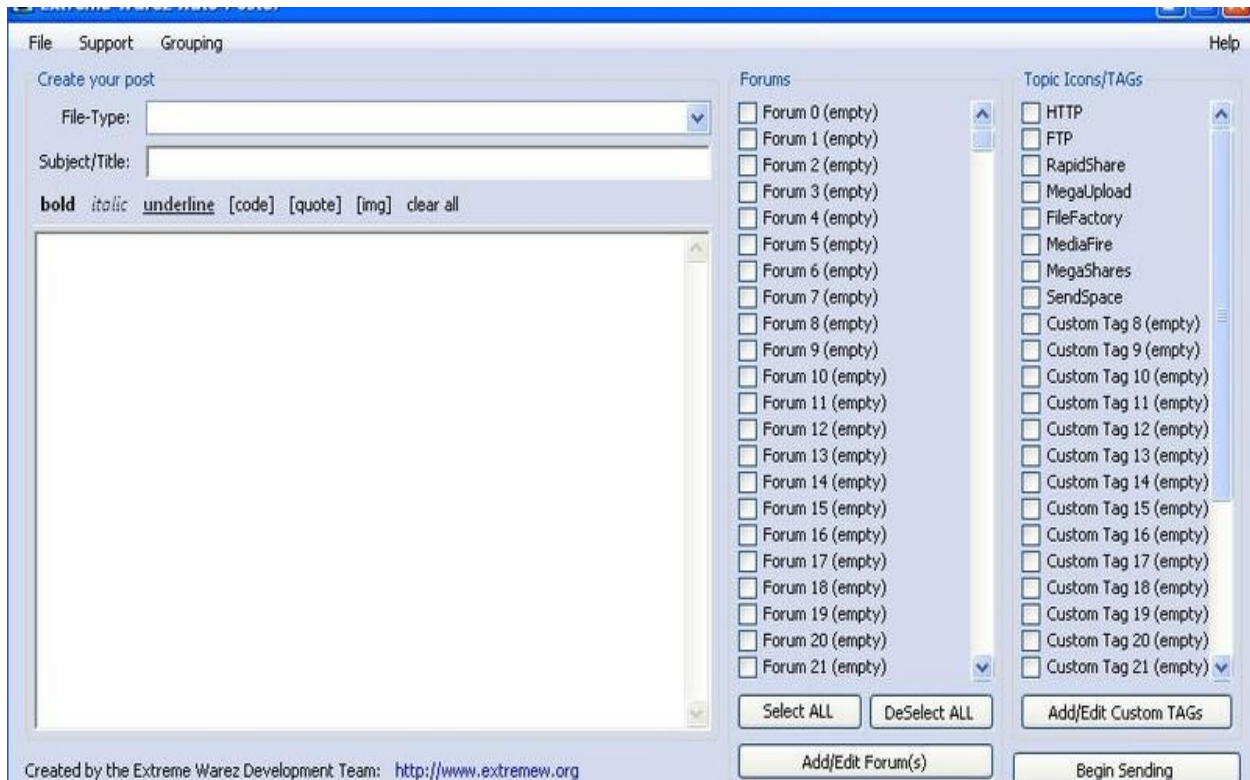 Extreme Warez Auto Poster
File Support Grouping Help
Create your post
File-Type:
Subject/Title:
bold italic underline [code] [quote] [img] clear all
Created by the Extreme Warez Development Team: http://www.extremew.org
Forums
Forum 0 (empty)
Forum 1 (empty)
Forum 2 (empty)
Forum 3 (empty)
Forum 4 (empty)
Forum 5 (empty)
Forum 6 (empty)
Forum 7 (empty)
Forum 8 (empty)
Forum 9 (empty)
Forum 10 (empty)
Forum 11 (empty)
Forum 12 (empty)
Forum 13 (empty)
Forum 14 (empty)
Forum 15 (empty)
Forum 16 (empty)
Forum 17 (empty)
Forum 18 (empty)
Forum 19 (empty)
Forum 20 (empty)
Forum 21 (empty)
Select ALL DeSelect ALL
Add/Edit Forum(s)
Topic Icons/TAGs
HTTP
FTP
RapidShare
MegaUpload
FileFactory
MediaFire
MegaShares
SendSpace
Custom Tag 8 (empty)
Custom Tag 9 (empty)
Custom Tag 10 (empty)
Custom Tag 11 (empty)
Custom Tag 12 (empty)
Custom Tag 13 (empty)
Custom Tag 14 (empty)
Custom Tag 15 (empty)
Custom Tag 16 (empty)
Custom Tag 17 (empty)
Custom Tag 18 (empty)
Custom Tag 19 (empty)
Custom Tag 20 (empty)
Custom Tag 21 (empty)
Add/Edit Custom TAGs
Begin Sending